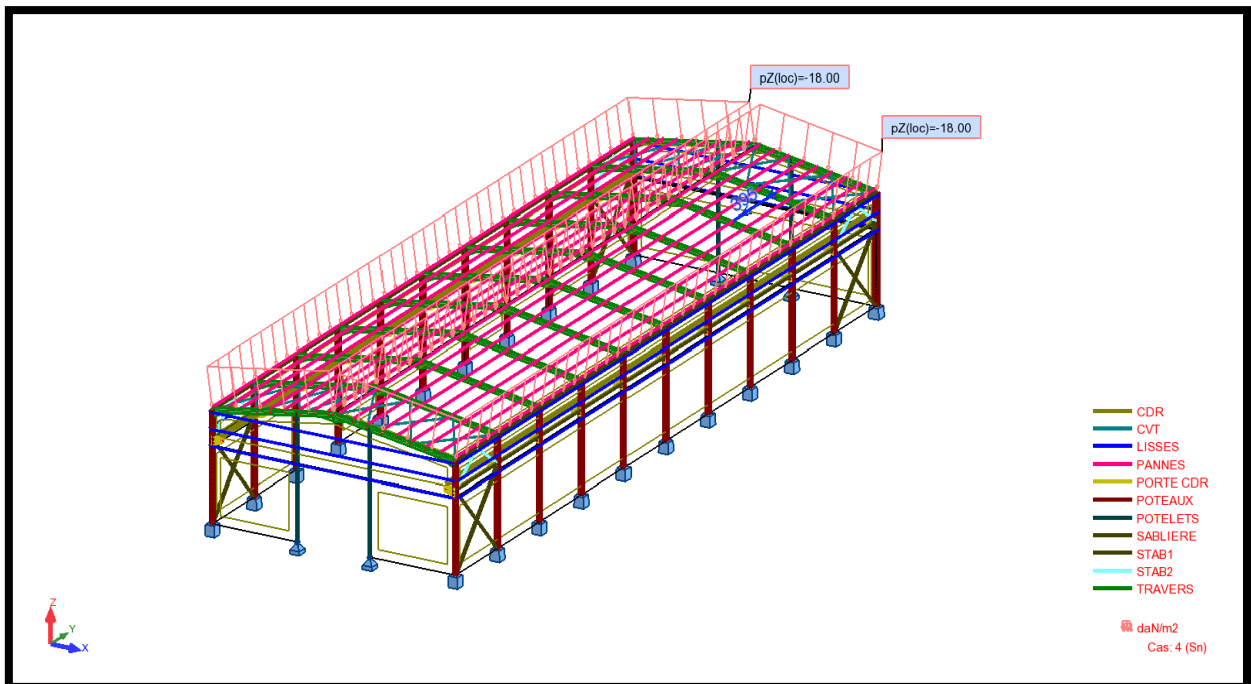 pZ(loc)=-18.00
pZ(loc)=-18.00
CDR
CVT
LISSES
PANNES
PORTE CDR
POTEAUX
POTELETS
SABLIERE
STAB1
STAB2
TRAVERS
daN/m2
Cas: 4 (Sn)
Z
Y
X